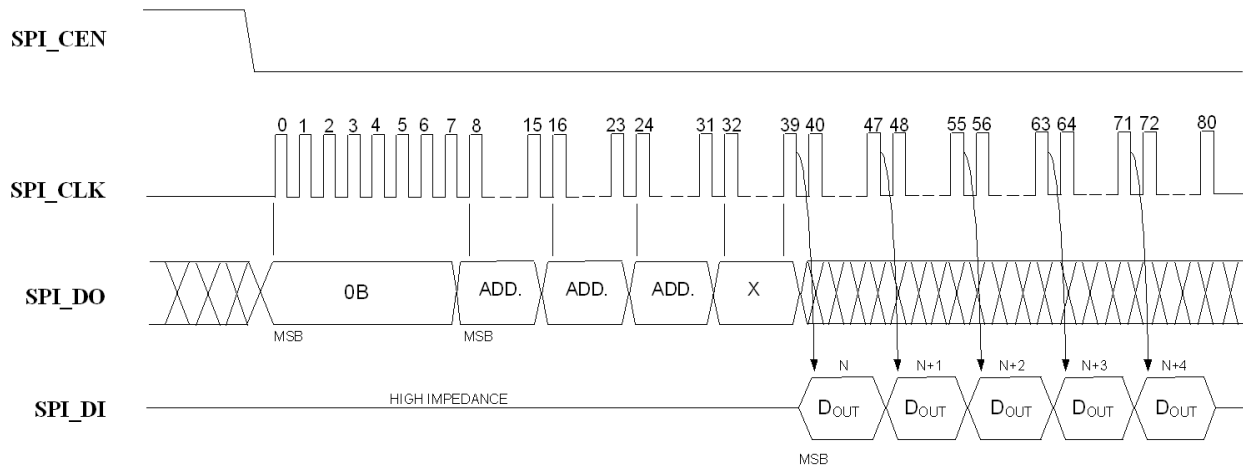 SPI_CEN
0 1 2 3 4 5 6 7 8 15 16 23 24 31 32 39 40 47 48 55 56 63 64 71 72 80
SPI_CLK
SPI_DO
0B ADD. ADD. ADD. X
MSB MSB
N N+1 N+2 N+3 N+4
SPI_DI
HIGH IMPEDANCE
DOUT DOUT DOUT DOUT DOUT
MSB